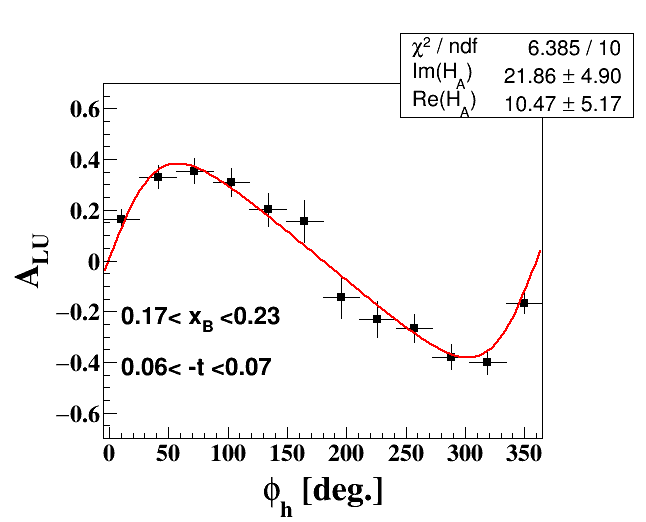 χ² / ndf 6.385 / 10
Im(H_A) 21.86 ± 4.90
Re(H_A) 10.47 ± 5.17
0.6
0.4
0.2
0
−0.2
−0.4
−0.6
A_LU
0.17< x_B <0.23
0.06< -t <0.07
0 50 100 150 200 250 300 350
ϕ_h [deg.]